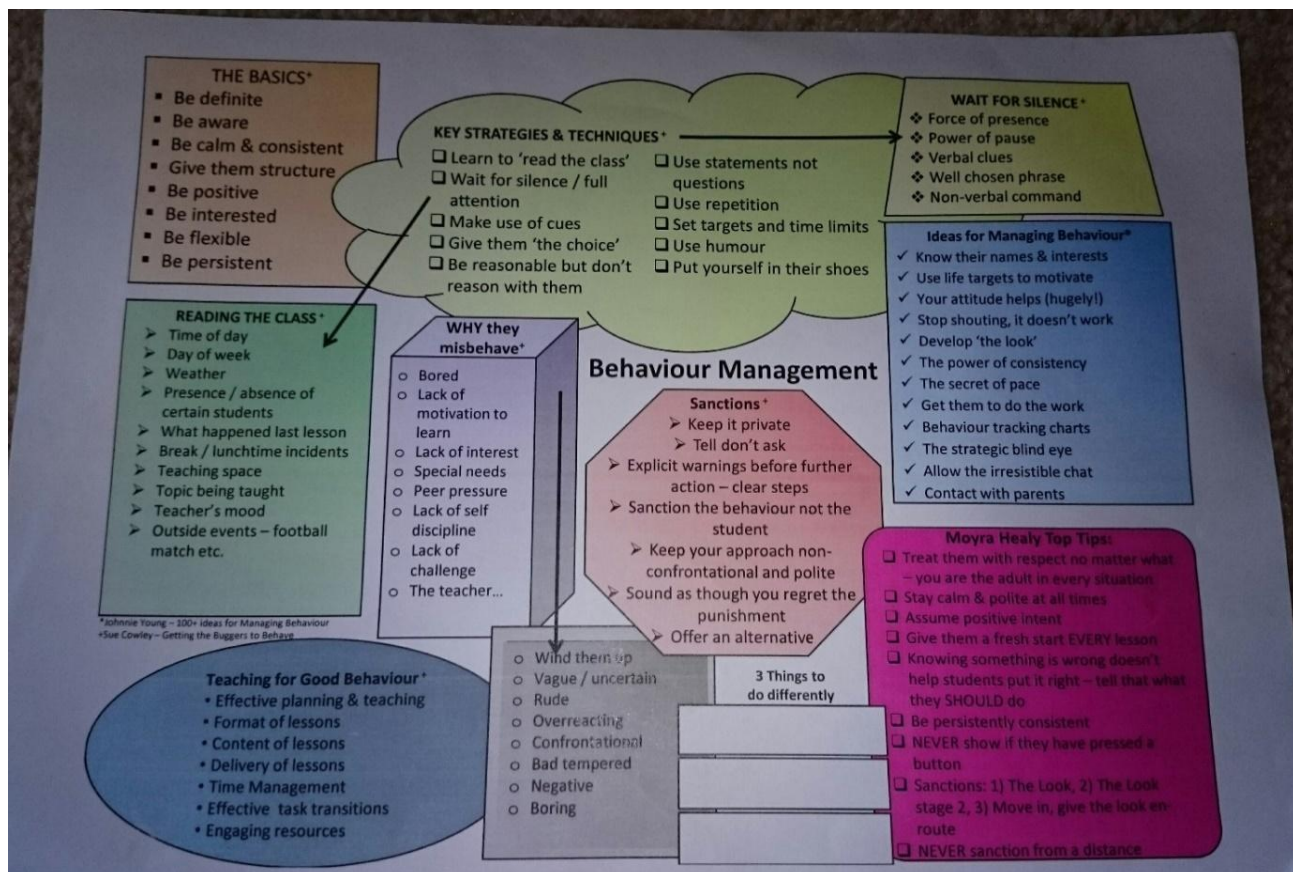 THE BASICS⁺
▪ Be definite
▪ Be aware
▪ Be calm & consistent
▪ Give them structure
▪ Be positive
▪ Be interested
▪ Be flexible
▪ Be persistent
KEY STRATEGIES & TECHNIQUES⁺
❑ Learn to 'read the class'
❑ Wait for silence / full
attention
❑ Make use of cues
❑ Give them 'the choice'
❑ Be reasonable but don't
reason with them
❑ Use statements not
questions
❑ Use repetition
❑ Set targets and time limits
❑ Use humour
❑ Put yourself in their shoes
WAIT FOR SILENCE⁺
❖ Force of presence
❖ Power of pause
❖ Verbal clues
❖ Well chosen phrase
❖ Non-verbal command
Ideas for Managing Behaviour*
✓ Know their names & interests
✓ Use life targets to motivate
✓ Your attitude helps (hugely!)
✓ Stop shouting, it doesn't work
✓ Develop 'the look'
✓ The power of consistency
✓ The secret of pace
✓ Get them to do the work
✓ Behaviour tracking charts
✓ The strategic blind eye
✓ Allow the irresistible chat
✓ Contact with parents
READING THE CLASS⁺
➢ Time of day
➢ Day of week
➢ Weather
➢ Presence / absence of
certain students
➢ What happened last lesson
➢ Break / lunchtime incidents
➢ Teaching space
➢ Topic being taught
➢ Teacher's mood
➢ Outside events – football
match etc.
*Johnnie Young – 100+ ideas for Managing Behaviour
+Sue Cowley – Getting the Buggers to Behave
WHY they
misbehave⁺
o Bored
o Lack of
motivation to
learn
o Lack of interest
o Special needs
o Peer pressure
o Lack of self
discipline
o Lack of
challenge
o The teacher...
Behaviour Management
Sanctions⁺
➢ Keep it private
➢ Tell don't ask
➢ Explicit warnings before further
action – clear steps
➢ Sanction the behaviour not the
student
➢ Keep your approach non-
confrontational and polite
➢ Sound as though you regret the
punishment
➢ Offer an alternative
Moyra Healy Top Tips:
❑ Treat them with respect no matter what
– you are the adult in every situation
❑ Stay calm & polite at all times
❑ Assume positive intent
❑ Give them a fresh start EVERY lesson
❑ Knowing something is wrong doesn't
help students put it right – tell that what
they SHOULD do
❑ Be persistently consistent
❑ NEVER show if they have pressed a
button
❑ Sanctions: 1) The Look, 2) The Look
stage 2, 3) Move in, give the look en-
route
❑ NEVER sanction from a distance
Teaching for Good Behaviour⁺
• Effective planning & teaching
• Format of lessons
• Content of lessons
• Delivery of lessons
• Time Management
• Effective task transitions
• Engaging resources
o Wind them up
o Vague / uncertain
o Rude
o Overreacting
o Confrontational
o Bad tempered
o Negative
o Boring
3 Things to
do differently